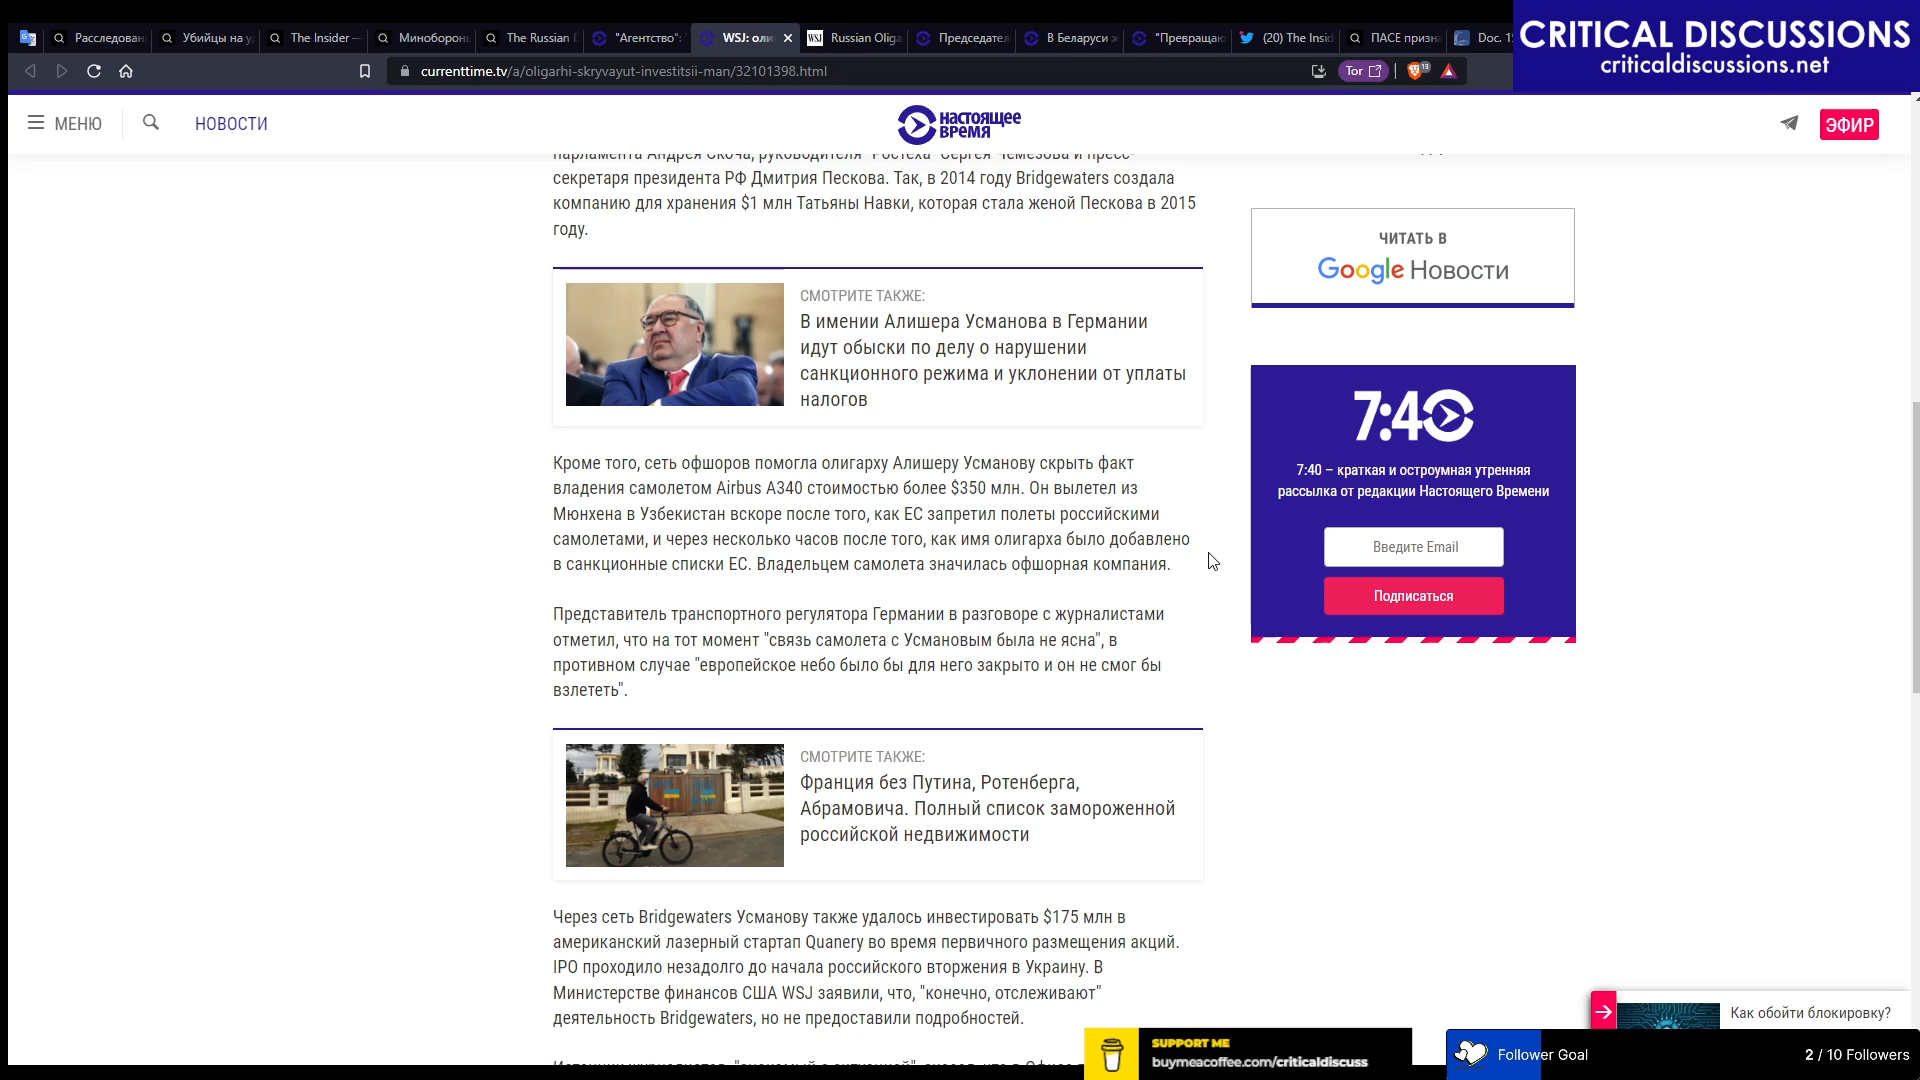 Расследован
Убийцы на у
The Insider —
Миноборон
The Russian D
"Агентство":
WSJ: оли
Russian Oliga
Председател
В Беларуси
"Превращаю
(20) The Insid
ПАСЕ призна
Doc. 15
CRITICAL DISCUSSIONS
criticaldiscussions.net
currenttime.tv/a/oligarhi-skryvayut-investitsii-man/32101398.html
Tor
13
МЕНЮ
НОВОСТИ
НАСТОЯЩЕЕ
ВРЕМЯ
ЭФИР
парламента Андрея Скоча, руководителя "Ростеха" Сергея Чемезова и пресс-
секретаря президента РФ Дмитрия Пескова. Так, в 2014 году Bridgewaters создала
компанию для хранения $1 млн Татьяны Навки, которая стала женой Пескова в 2015
году.
СМОТРИТЕ ТАКЖЕ:
В имении Алишера Усманова в Германии
идут обыски по делу о нарушении
санкционного режима и уклонении от уплаты
налогов
Кроме того, сеть офшоров помогла олигарху Алишеру Усманову скрыть факт
владения самолетом Airbus A340 стоимостью более $350 млн. Он вылетел из
Мюнхена в Узбекистан вскоре после того, как ЕС запретил полеты российскими
самолетами, и через несколько часов после того, как имя олигарха было добавлено
в санкционные списки ЕС. Владельцем самолета значилась офшорная компания.
Представитель транспортного регулятора Германии в разговоре с журналистами
отметил, что на тот момент "связь самолета с Усмановым была не ясна", в
противном случае "европейское небо было бы для него закрыто и он не смог бы
взлететь".
СМОТРИТЕ ТАКЖЕ:
Франция без Путина, Ротенберга,
Абрамовича. Полный список замороженной
российской недвижимости
Через сеть Bridgewaters Усманову также удалось инвестировать $175 млн в
американский лазерный стартап Quanery во время первичного размещения акций.
IPO проходило незадолго до начала российского вторжения в Украину. В
Министерстве финансов США WSJ заявили, что, "конечно, отслеживают"
деятельность Bridgewaters, но не предоставили подробностей.
ЧИТАТЬ В
Google Новости
7:40
7:40 – краткая и остроумная утренняя
рассылка от редакции Настоящего Времени
Введите Email
Подписаться
Как обойти блокировку?
SUPPORT ME
buymeacoffee.com/criticaldiscuss
Follower Goal
2 / 10 Followers